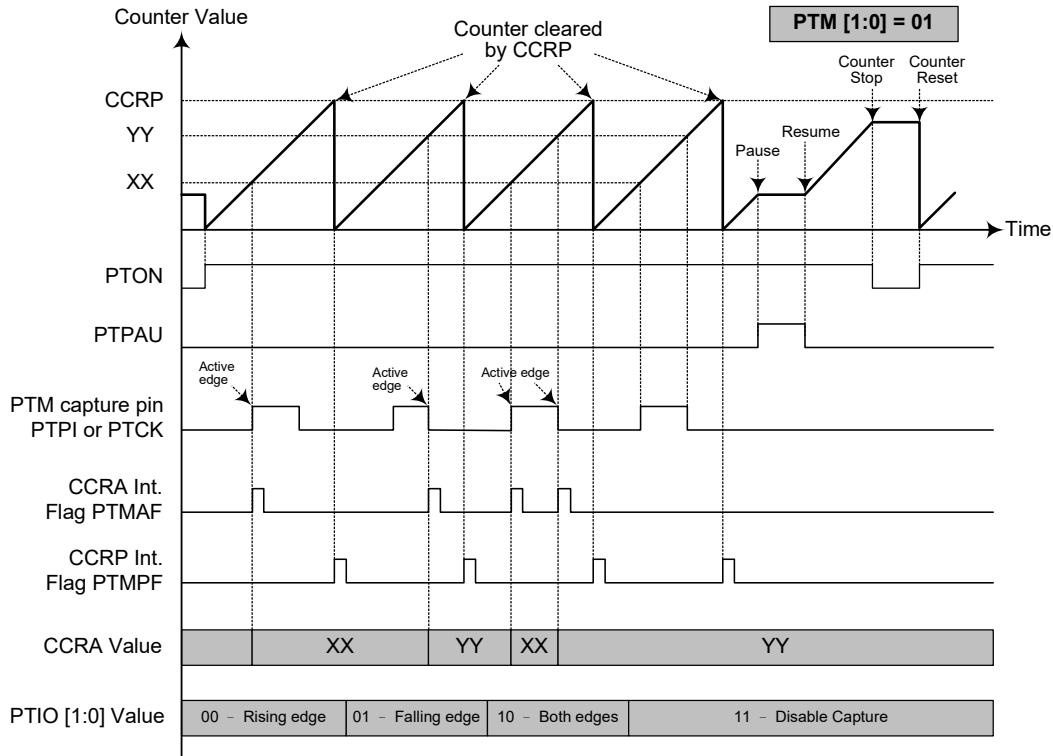 Counter Value
PTM [1:0] = 01
Counter cleared
by CCRP
Counter
Stop
Counter
Reset
CCRP
YY
XX
Pause
Resume
Time
PTON
PTPAU
Active
edge
Active
edge
Active edge
PTM capture pin
PTPI or PTCK
CCRA Int.
Flag PTMAF
CCRP Int.
Flag PTMPF
CCRA Value
XX
YY
XX
YY
PTIO [1:0] Value
00 – Rising edge
01 – Falling edge
10 – Both edges
11 – Disable Capture